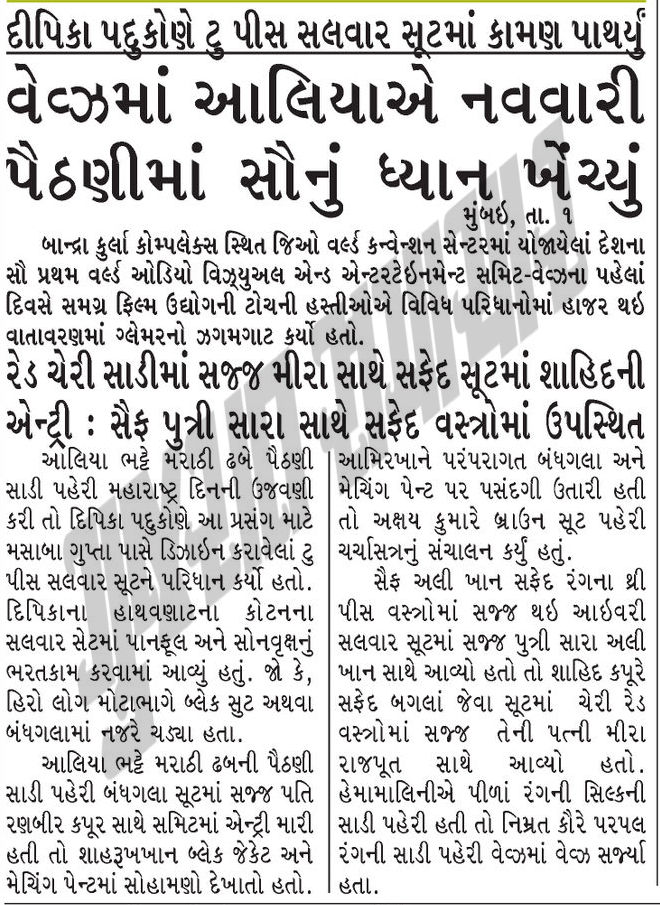 દીપિકા પદુકોણે ટુ પીસ સલવાર સૂટમાં કામણ પાથર્યું
વેવ્ઝમાં આલિયાએ નવવારી
પૈઠણીમાં સૌનું ધ્યાન ખેંચ્યું
મુંબઇ, તા. ૧
બાન્દ્રા કુર્લા કોમ્પલેક્સ સ્થિત જિઓ વર્લ્ડ કન્વેન્શન સેન્ટરમાં યોજાયેલાં દેશના
સૌ પ્રથમ વર્લ્ડ ઓડિયો વિઝ્યુઅલ એન્ડ એન્ટરટેઇનમેન્ટ સમિટ-વેવ્ઝના પહેલાં
દિવસે સમગ્ર ફિલ્મ ઉદ્યોગની ટોચની હસ્તીઓએ વિવિધ પરિધાનોમાં હાજર થઇ
વાતાવરણમાં ગ્લેમરનો ઝગમગાટ કર્યો હતો.
રેડ ચેરી સાડીમાં સજ્જ મીરા સાથે સફેદ સૂટમાં શાહિદની
એન્ટ્રી : સૈફ પુત્રી સારા સાથે સફેદ વસ્ત્રોમાં ઉપસ્થિત
આલિયા ભટ્ટે મરાઠી ઢબે પૈઠણી
સાડી પહેરી મહારાષ્ટ્ર દિનની ઉજવણી
કરી તો દિપિકા પદુકોણે આ પ્રસંગ માટે
મસાબા ગુપ્તા પાસે ડિઝાઇન કરાવેલાં ટુ
પીસ સલવાર સૂટને પરિધાન કર્યો હતો.
દિપિકાના હાથવણાટના કોટનના
સલવાર સેટમાં પાનફૂલ અને સોનવૃક્ષનું
ભરતકામ કરવામાં આવ્યું હતું. જો કે,
હિરો લોગ મોટાભાગે બ્લેક સુટ અથવા
બંધગલામાં નજરે ચડ્યા હતા.
આલિયા ભટ્ટે મરાઠી ઢબની પૈઠણી
સાડી પહેરી બંધગલા સૂટમાં સજ્જ પતિ
રણબીર કપૂર સાથે સમિટમાં એન્ટ્રી મારી
હતી તો શાહરૂખખાન બ્લેક જેકેટ અને
મેચિંગ પેન્ટમાં સોહામણો દેખાતો હતો.
આમિરખાને પરંપરાગત બંધગલા અને
મેચિંગ પેન્ટ પર પસંદગી ઉતારી હતી
તો અક્ષય કુમારે બ્રાઉન સૂટ પહેરી
ચર્ચાસત્રનું સંચાલન કર્યું હતું.
સૈફ અલી ખાન સફેદ રંગના થ્રી
પીસ વસ્ત્રોમાં સજ્જ થઇ આઇવરી
સલવાર સૂટમાં સજ્જ પુત્રી સારા અલી
ખાન સાથે આવ્યો હતો તો શાહિદ કપૂરે
સફેદ બગલાં જેવા સૂટમાં ચેરી રેડ
વસ્ત્રોમાં સજ્જ તેની પત્ની મીરા
રાજપૂત સાથે આવ્યો હતો.
હેમામાલિનીએ પીળાં રંગની સિલ્કની
સાડી પહેરી હતી તો નિમ્રત કૌરે પરપલ
રંગની સાડી પહેરી વેવ્ઝમાં વેવ્ઝ સર્જ્યા
હતા.
ગુજરાત સમાચાર